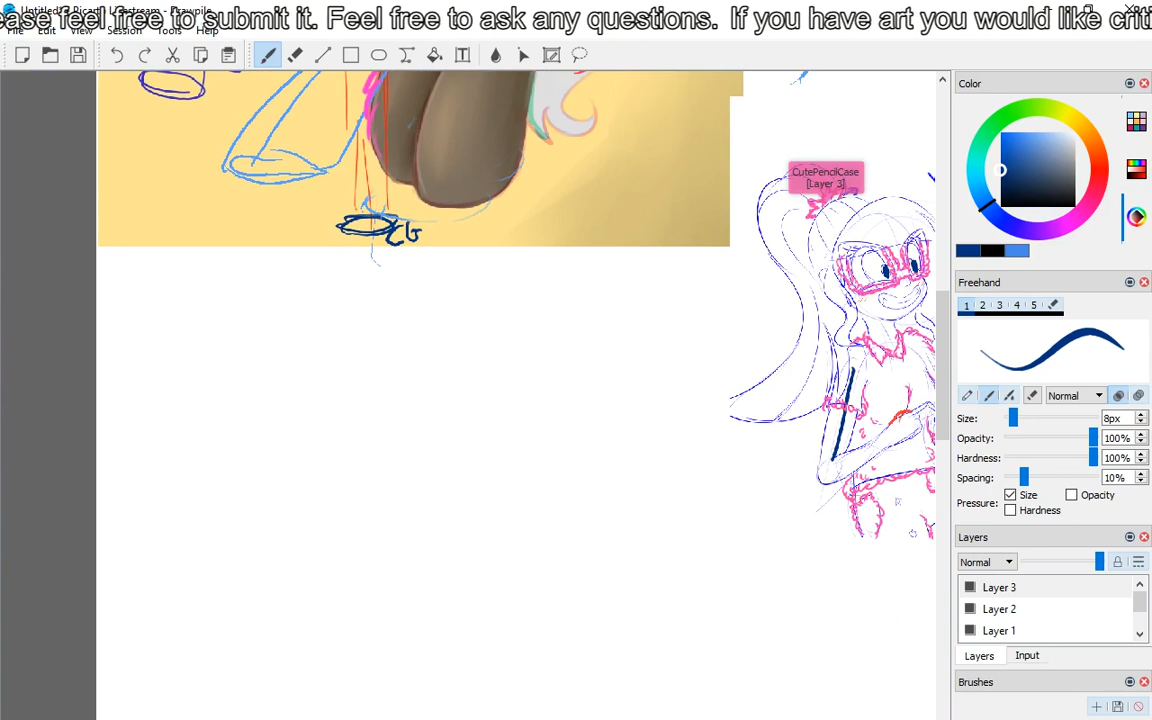 ease feel free to submit it. Feel free to ask any questions.  If you have art you would like criti
Edit View Session Tools Help
Color
CutePencilCase
[Layer 3]
Freehand
1 2 3 4 5
Normal
Size: 8px
Opacity: 100%
Hardness: 100%
Spacing: 10%
Pressure: Size Opacity
Hardness
Layers
Normal
Layer 3
Layer 2
Layer 1
Layers Input
Brushes